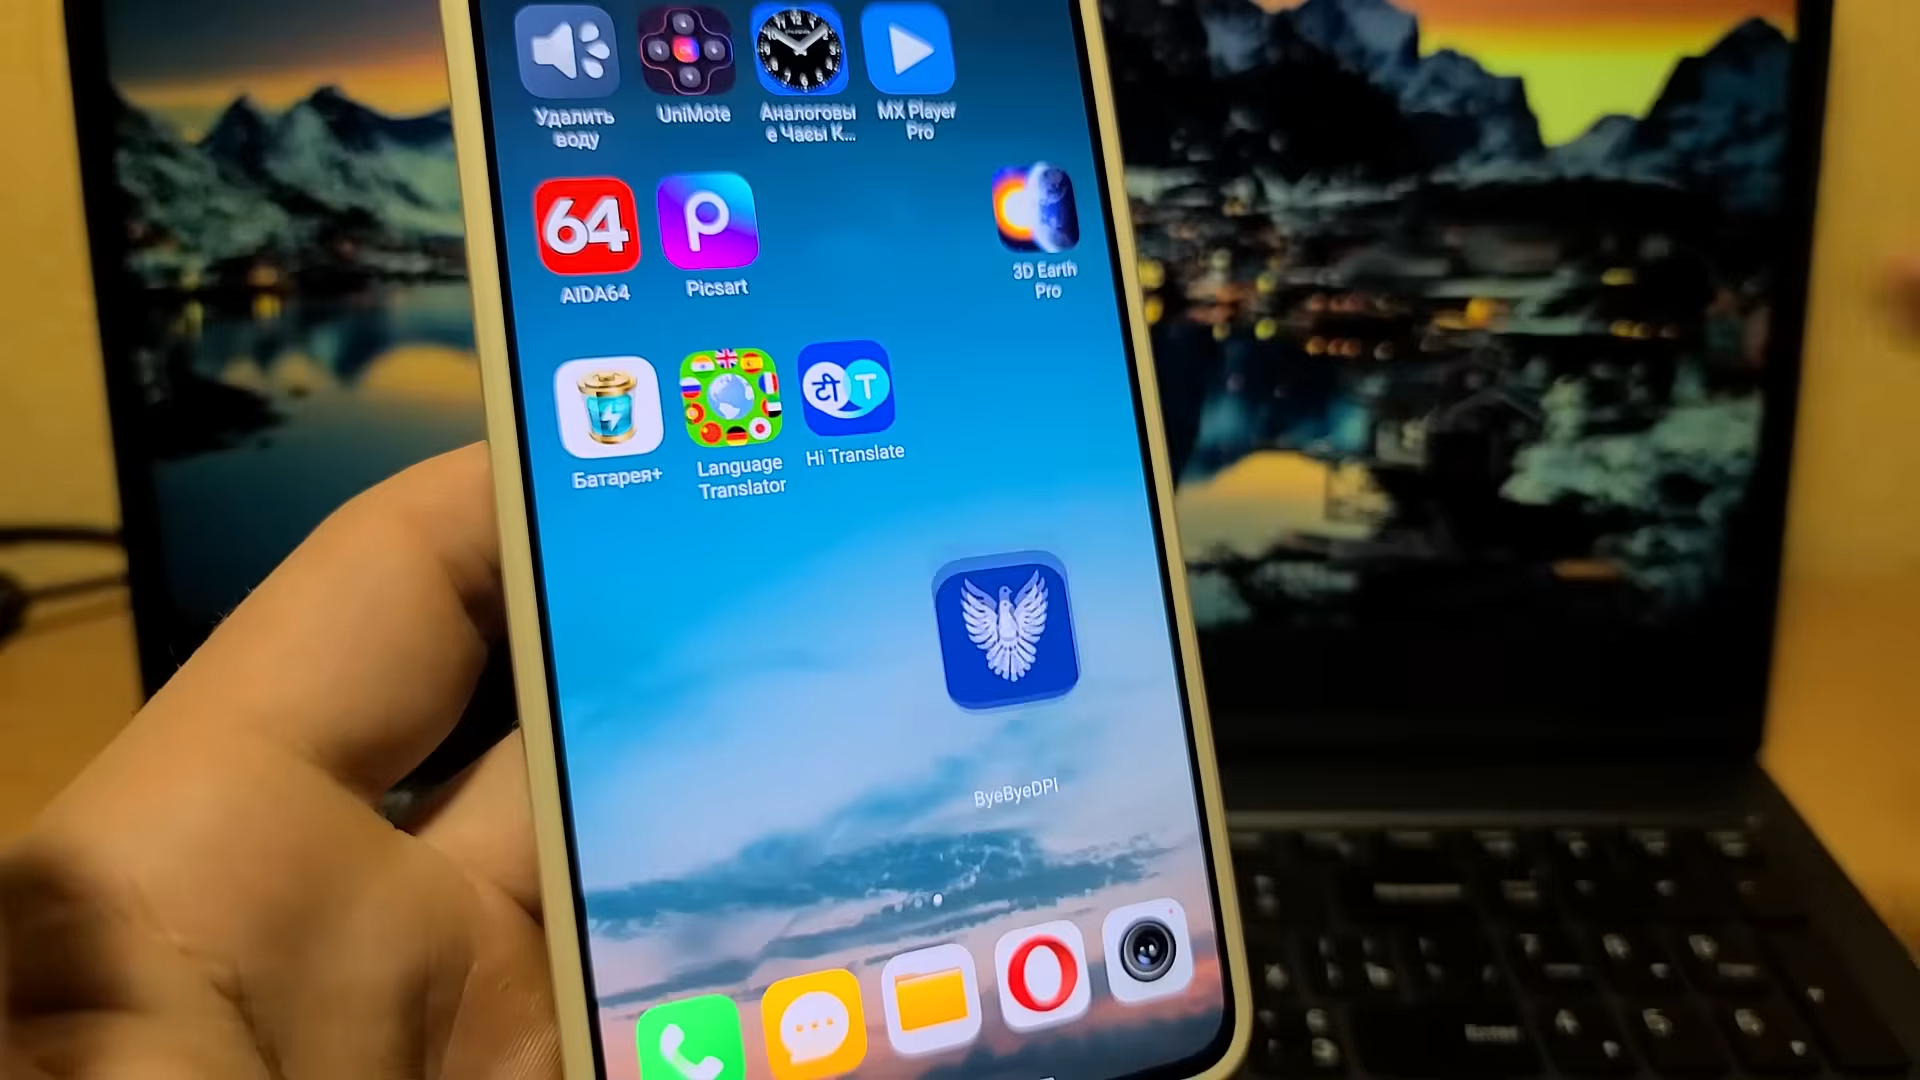 Удалить
воду
UniMote
Аналоговы
е Часы К...
MX Player
Pro
64
AIDA64
Picsart
3D Earth
Pro
Батарея+
Language
Translator
टी T
Hi Translate
ByeByeDPI
Enter